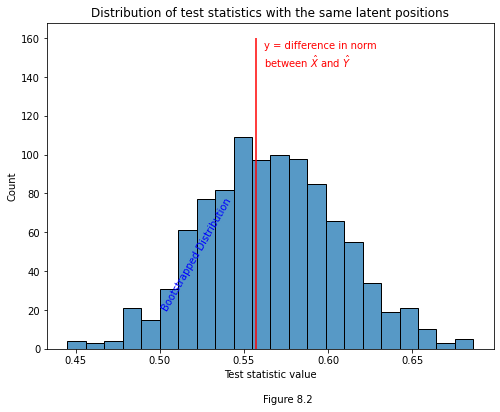 Distribution of test statistics with the same latent positions
160
140
120
100
80
60
40
20
0
Count
y = difference in norm
between X̂ and Ŷ
Bootstrapped Distribution
0.45 0.50 0.55 0.60 0.65
Test statistic value
Figure 8.2